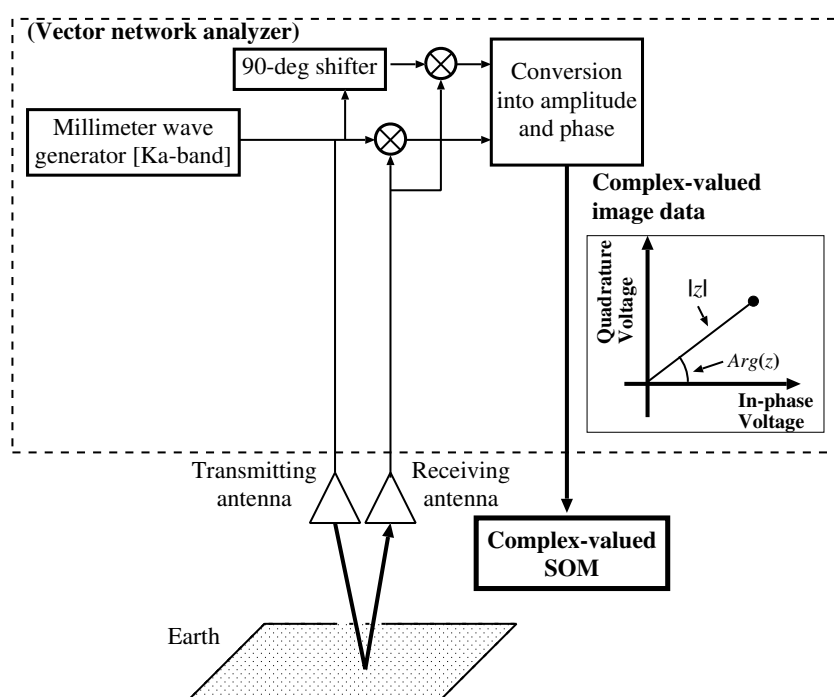 (Vector network analyzer)
90-deg shifter
Conversion
into amplitude
and phase
Millimeter wave
generator [Ka-band]
Complex-valued
image data
Quadrature
Voltage
|z|
Arg(z)
In-phase
Voltage
Transmitting
antenna
Receiving
antenna
Complex-valued
SOM
Earth